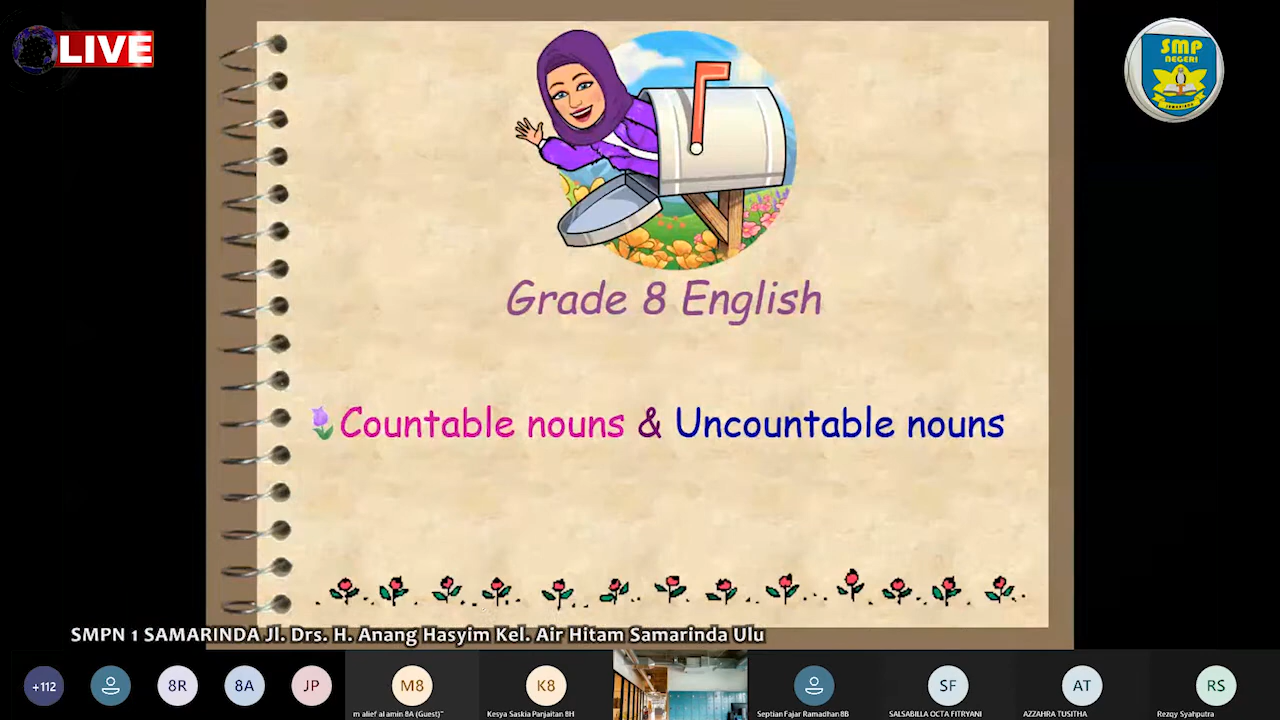 LIVE
SMP
NEGERI
Grade 8 English
Countable nouns & Uncountable nouns
SMPN 1 SAMARINDA Jl. Drs. H. Anang Hasyim Kel. Air Hitam Samarinda Ulu
+112
8R
8A
JP
M8
K8
SF
AT
RS
m alief al amin 8A (Guest)"
Kesya Saskia Panjaitan 8H
Septian Fajar Ramadhan 8B
SALSABILLA OCTA FITRYANI
AZZAHRA TUSITHA
Rezqy Syahputra